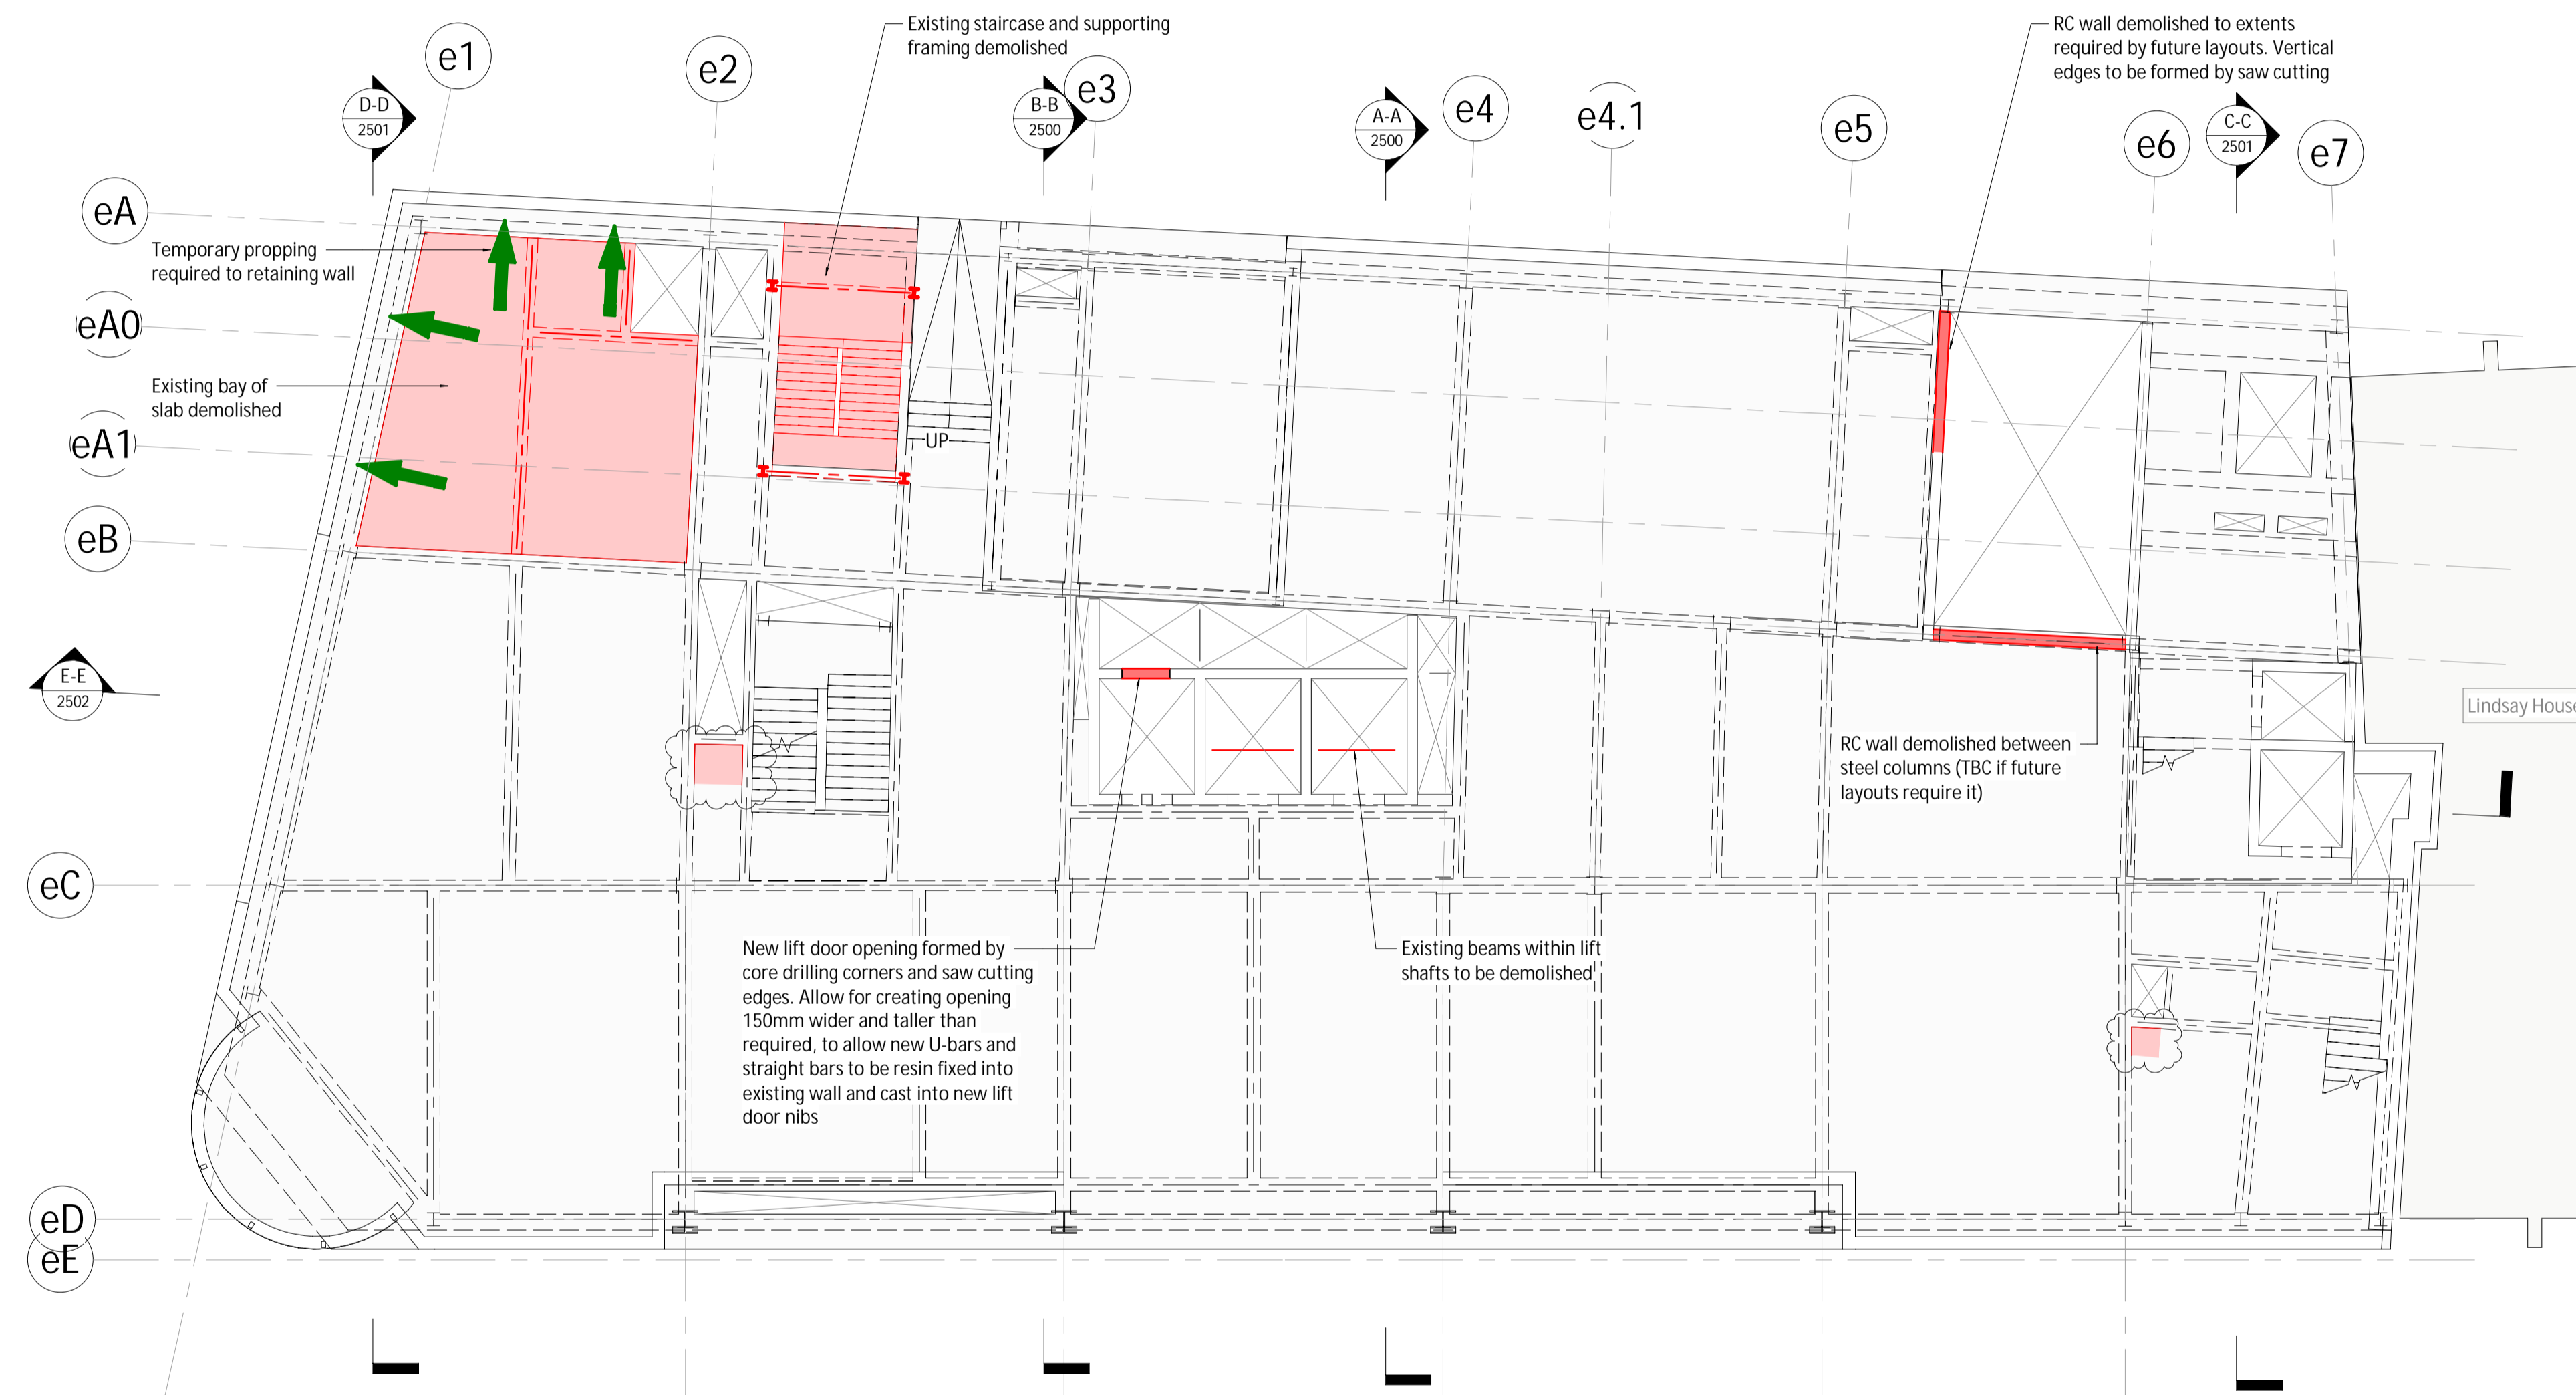 Existing staircase and supporting
framing demolished
RC wall demolished to extents
required by future layouts. Vertical
edges to be formed by saw cutting
e1
e2
e3
e4
e4.1
e5
e6
e7
D-D
2501
B-B
2500
A-A
2500
C-C
2501
eA
Temporary propping
required to retaining wall
eA0
Existing bay of
slab demolished
eA1
UP
eB
E-E
2502
Lindsay House
RC wall demolished between
steel columns (TBC if future
layouts require it)
eC
New lift door opening formed by
core drilling corners and saw cutting
edges. Allow for creating opening
150mm wider and taller than
required, to allow new U-bars and
straight bars to be resin fixed into
existing wall and cast into new lift
door nibs
Existing beams within lift
shafts to be demolished
eD
eE